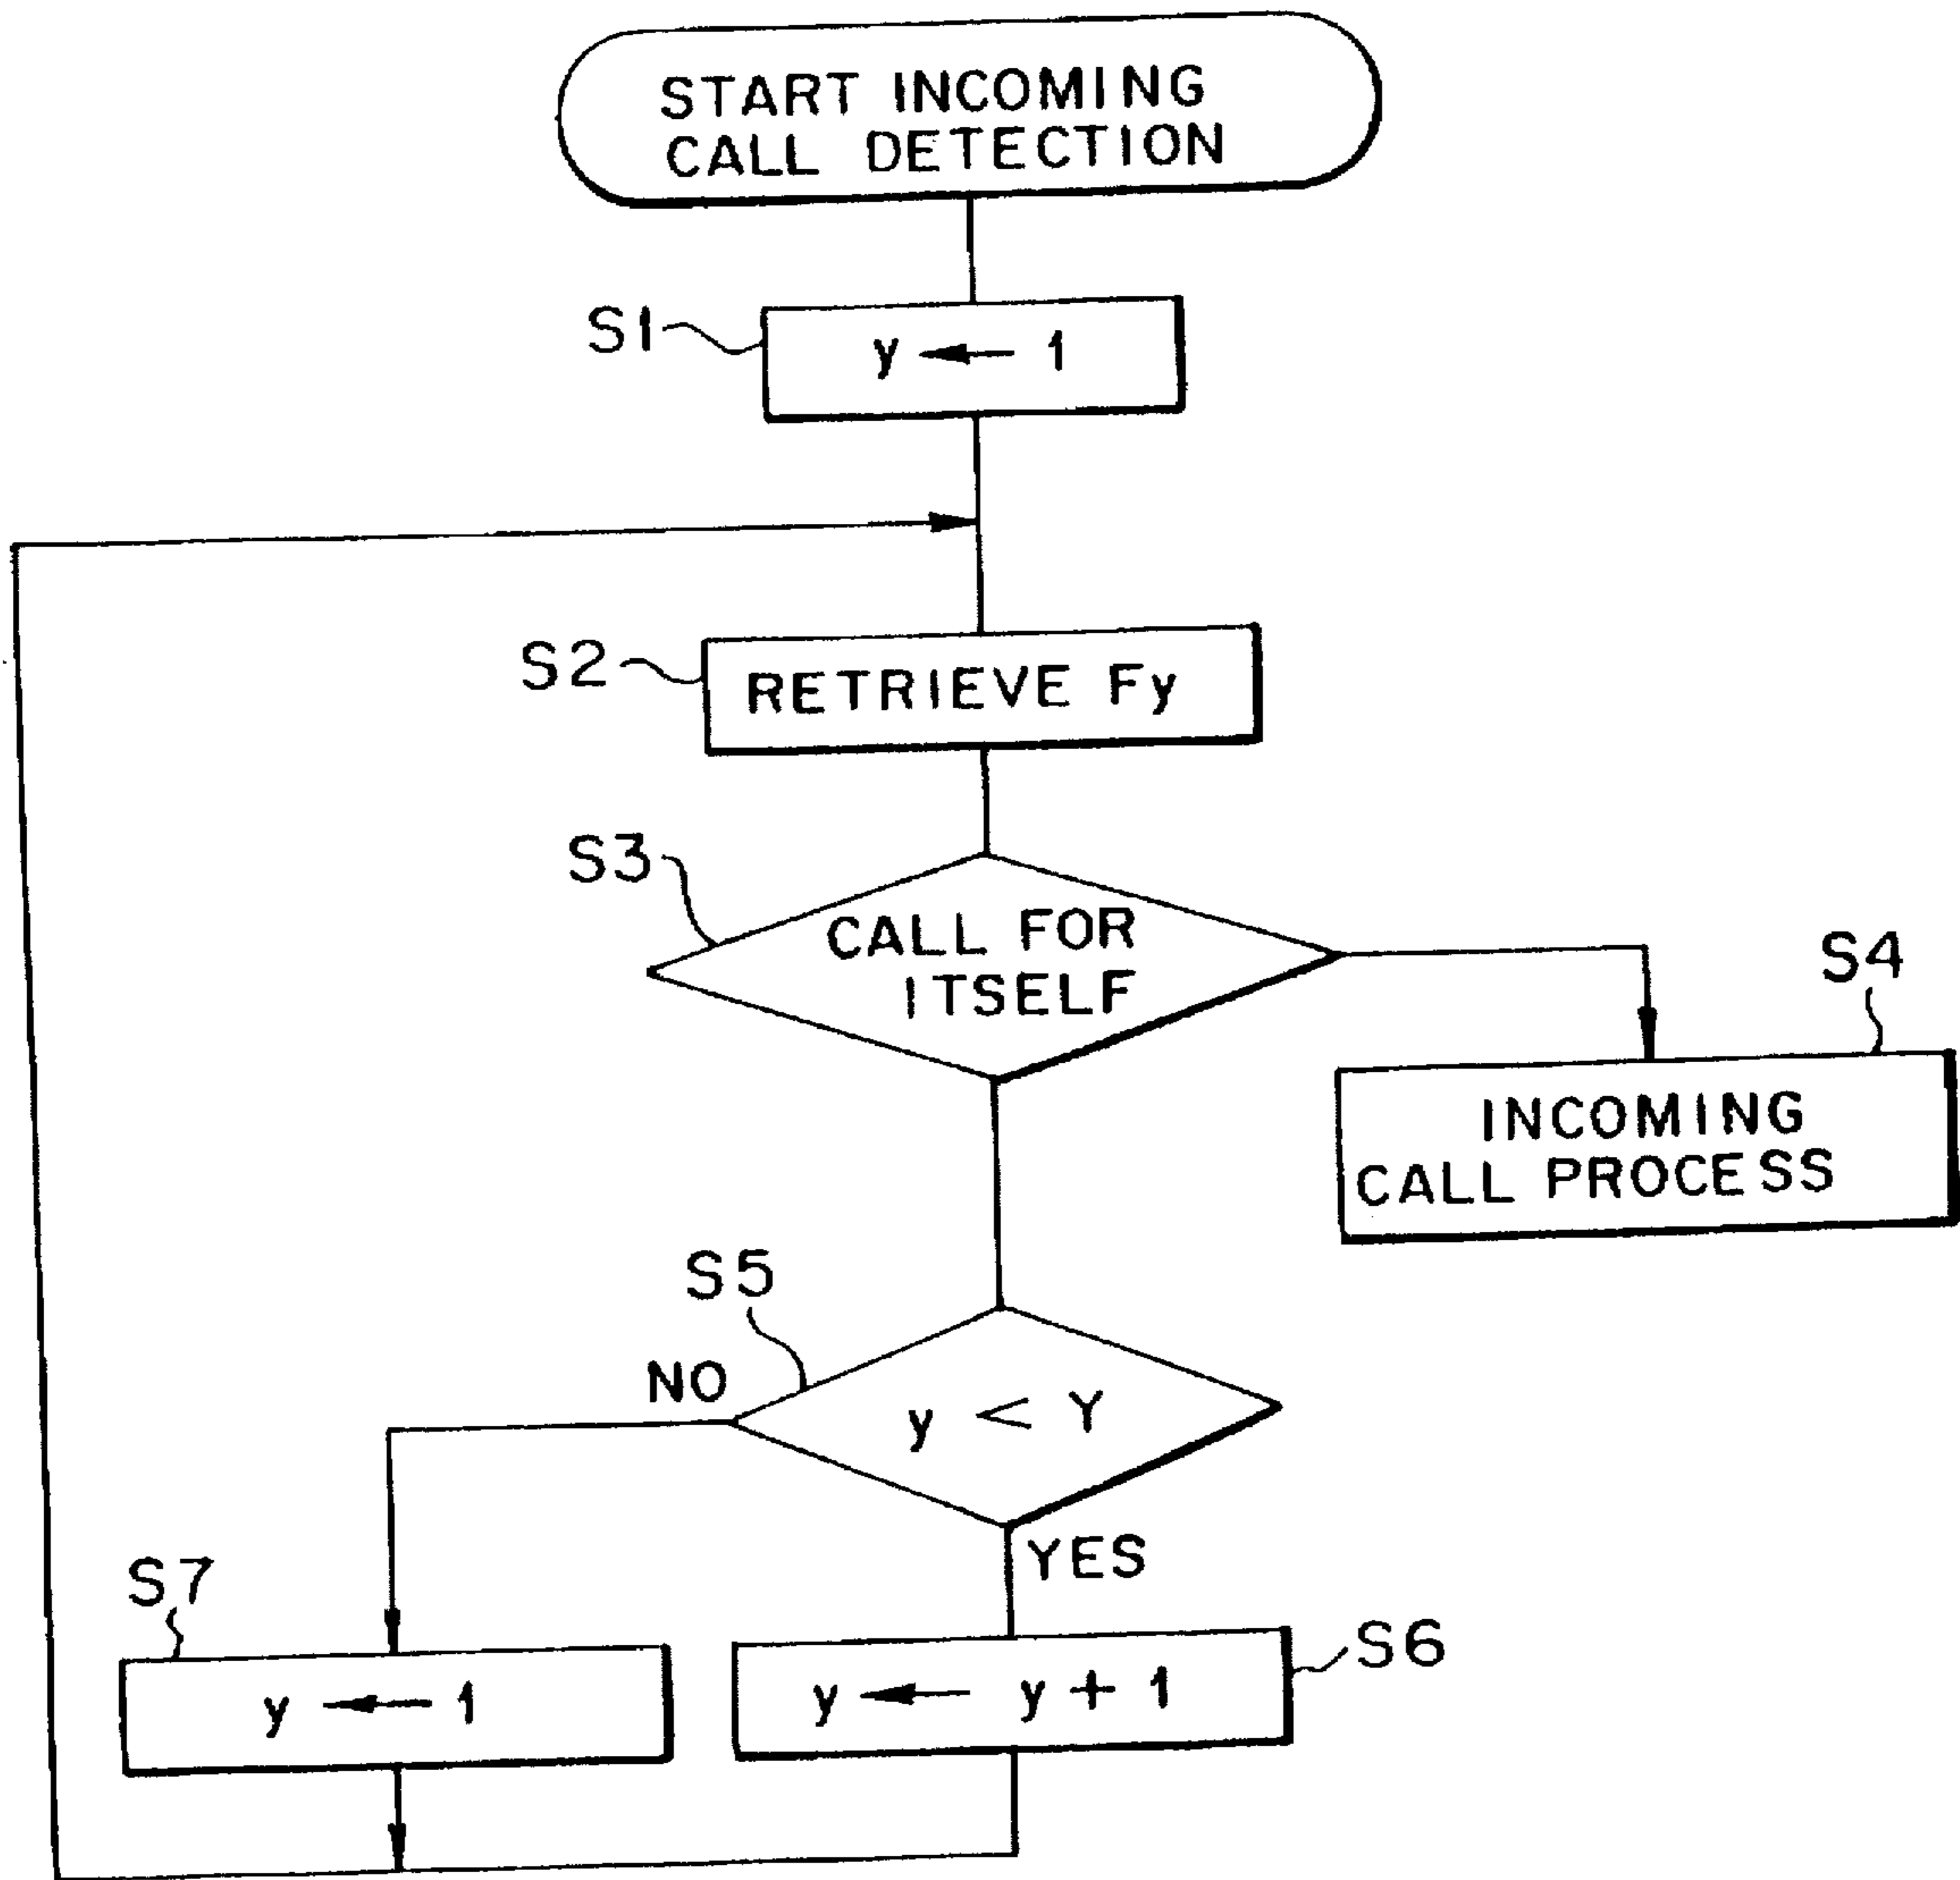 START INCOMING
CALL DETECTION
S1
y ← 1
S2
RETRIEVE Fy
S3
CALL FOR
ITSELF
S4
INCOMING
CALL PROCESS
S5
NO
y < Y
YES
S7
y ← 1
S6
y ← y + 1